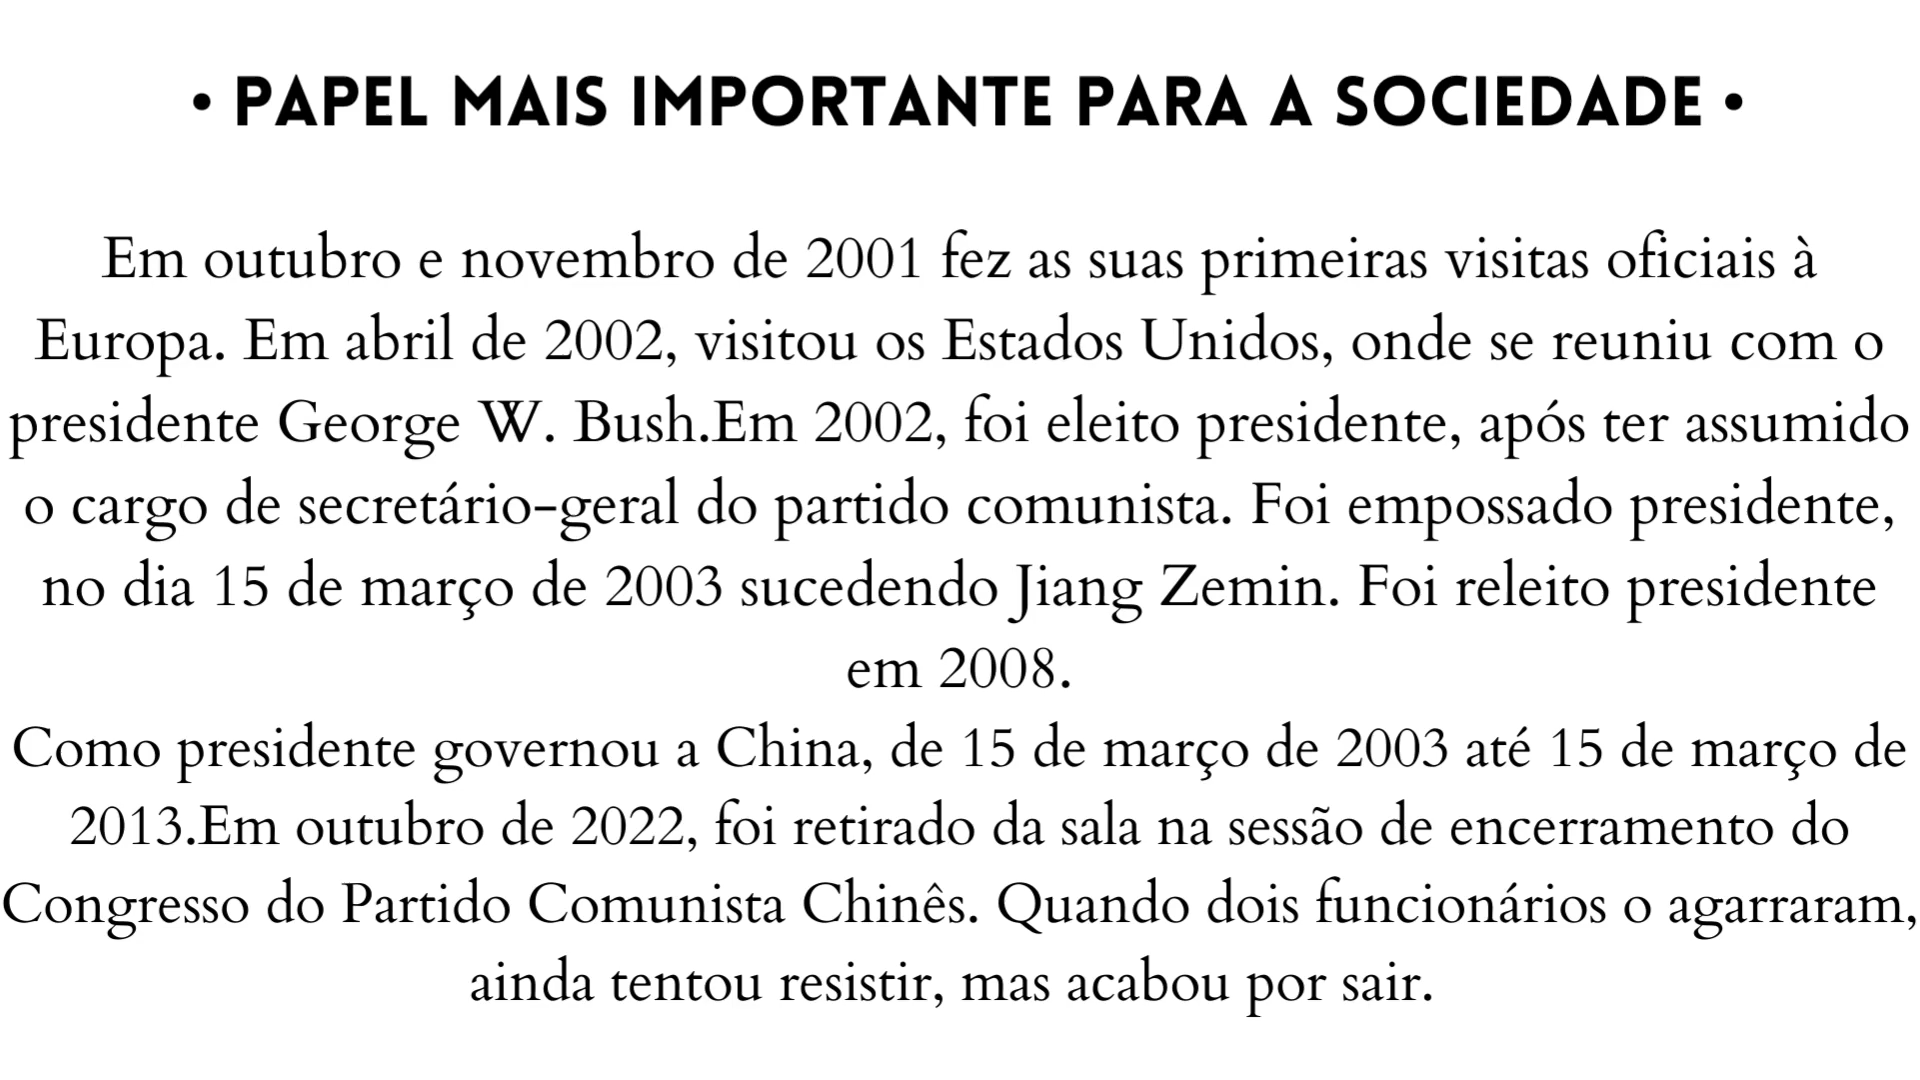 • PAPEL MAIS IMPORTANTE PARA A SOCIEDADE •
Em outubro e novembro de 2001 fez as suas primeiras visitas oficiais à
Europa. Em abril de 2002, visitou os Estados Unidos, onde se reuniu com o
presidente George W. Bush.Em 2002, foi eleito presidente, após ter assumido
o cargo de secretário-geral do partido comunista. Foi empossado presidente,
no dia 15 de março de 2003 sucedendo Jiang Zemin. Foi releito presidente
em 2008.
Como presidente governou a China, de 15 de março de 2003 até 15 de março de
2013.Em outubro de 2022, foi retirado da sala na sessão de encerramento do
Congresso do Partido Comunista Chinês. Quando dois funcionários o agarraram,
ainda tentou resistir, mas acabou por sair.